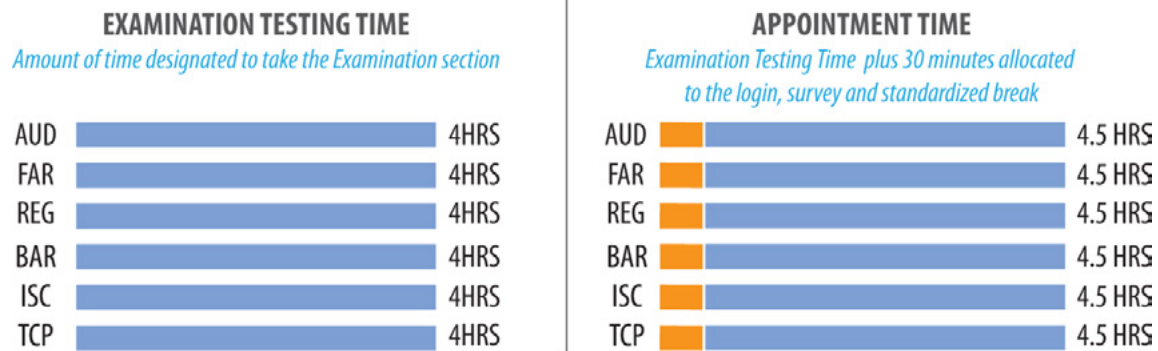 EXAMINATION TESTING TIME
Amount of time designated to take the Examination section
AUD 4HRS
FAR 4HRS
REG 4HRS
BAR 4HRS
ISC 4HRS
TCP 4HRS
APPOINTMENT TIME
Examination Testing Time plus 30 minutes allocated
to the login, survey and standardized break
AUD 4.5 HRS
FAR 4.5 HRS
REG 4.5 HRS
BAR 4.5 HRS
ISC 4.5 HRS
TCP 4.5 HRS